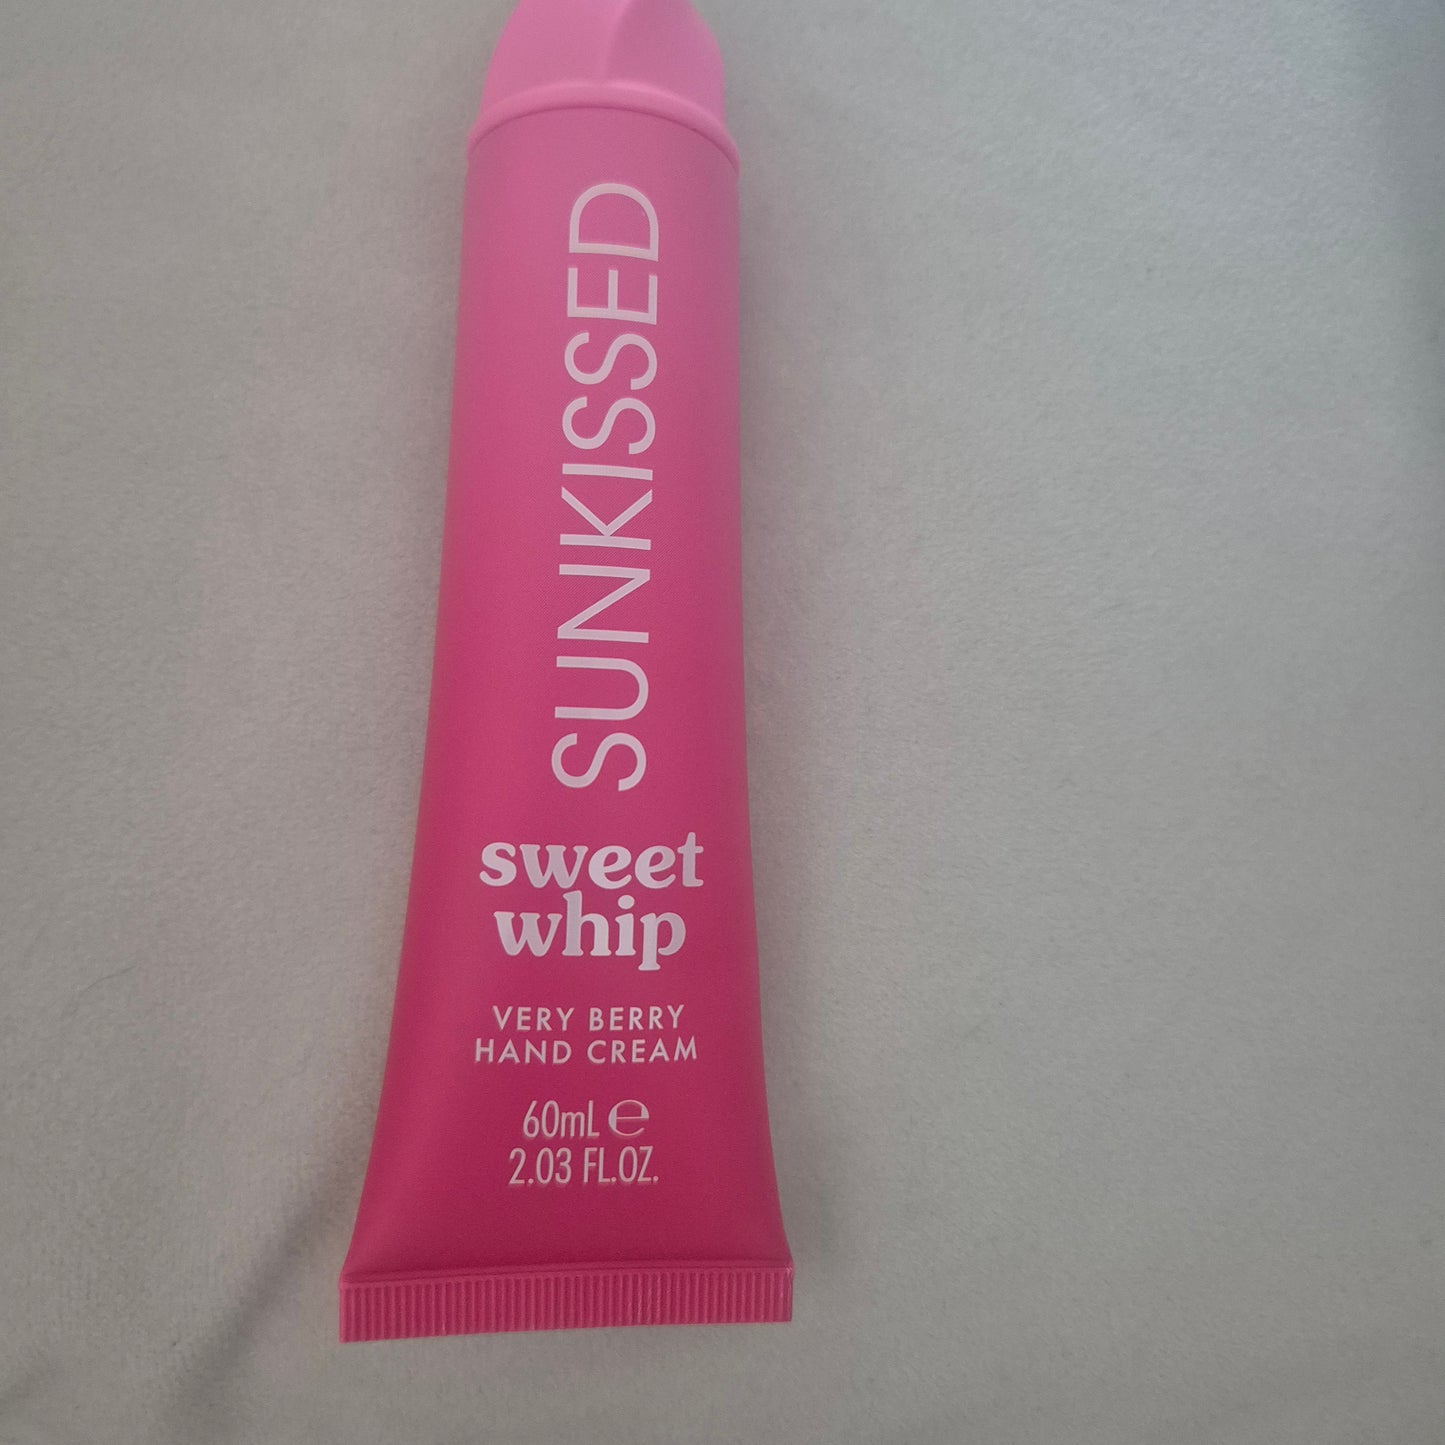 SUNKISSED
sweet
whip
VERY BERRY
HAND CREAM
60mL ℮
2.03 FL.OZ.